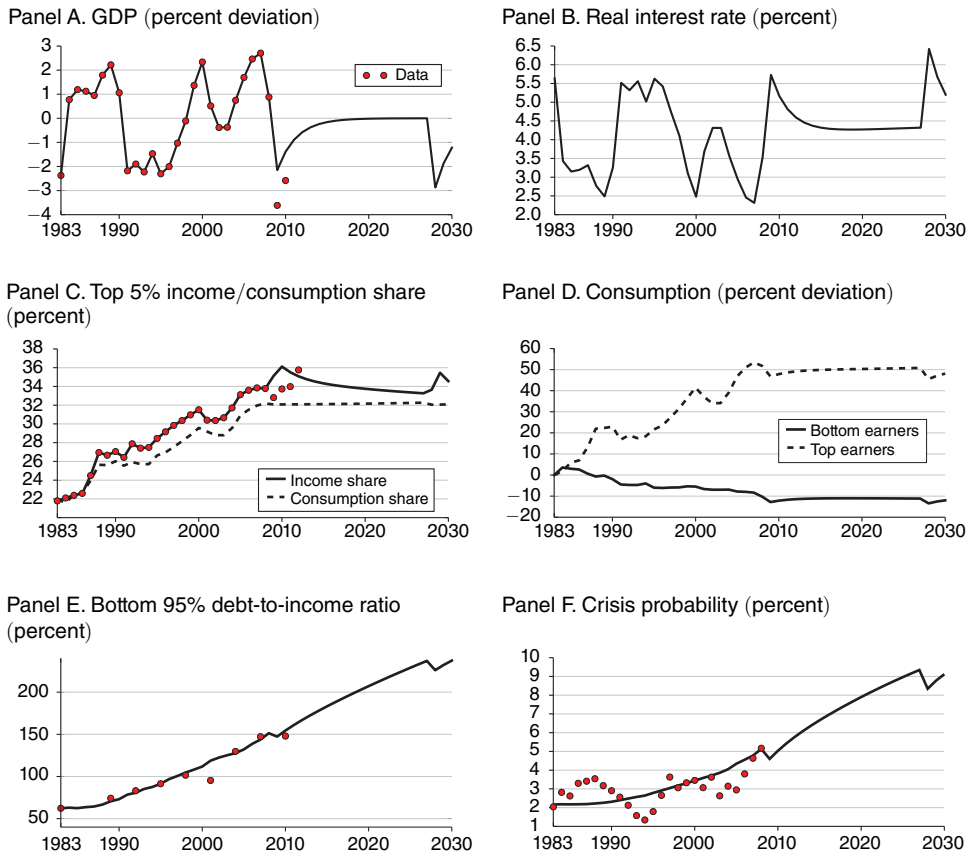 Panel A. GDP (percent deviation)
3
2
1
0
−1
−2
−3
−4
1983 1990 2000 2010 2020 2030
Data
Panel B. Real interest rate (percent)
6.5
6.0
5.5
5.0
4.5
4.0
3.5
3.0
2.5
2.0
1983 1990 2000 2010 2020 2030
Panel C. Top 5% income/consumption share
(percent)
38
36
34
32
30
28
26
24
22
1983 1990 2000 2010 2020 2030
Income share
Consumption share
Panel D. Consumption (percent deviation)
60
50
40
30
20
10
0
−10
−20
1983 1990 2000 2010 2020 2030
Bottom earners
Top earners
Panel E. Bottom 95% debt-to-income ratio
(percent)
200
150
100
50
1983 1990 2000 2010 2020 2030
Panel F. Crisis probability (percent)
10
9
8
7
6
5
4
3
2
1
1983 1990 2000 2010 2020 2030